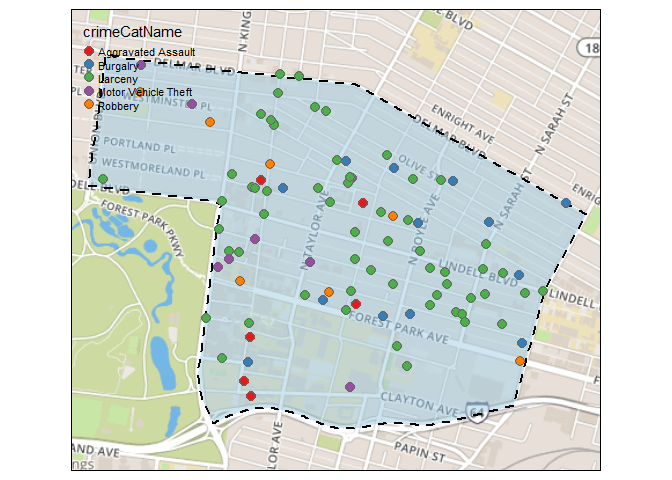 crimeCatName
Aggravated Assault
Burgalry
Larceny
Motor Vehicle Theft
Robbery
N KING
BLVD
18
DELMAR BLVD
WESTMINSTER PL
PORTLAND PL
WESTMORELAND PL
FOREST PARK PKWY
ENRIGHT AVE
DELMAR BLVD
N SARAH ST
OLIVE ST
N SARAH ST
ENRIG
N TAYLOR AVE
N BOYLE AVE
LINDELL BLVD
LINDELL B
FOREST PARK AVE
CLAYTON AVE
64
F
PAPIN ST
LOR AVE
AND AVE
ngs